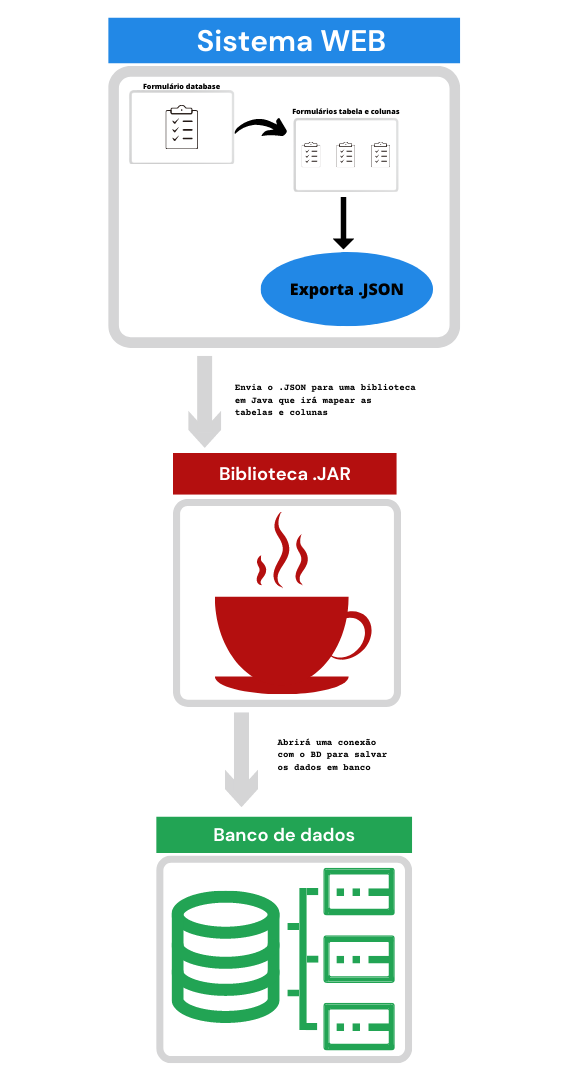 Sistema WEB
Formulário database
Formulários tabela e colunas
Exporta .JSON
Envia o .JSON para uma biblioteca
em Java que irá mapear as
tabelas e colunas
Biblioteca .JAR
Abrirá uma conexão
com o BD para salvar
os dados em banco
Banco de dados